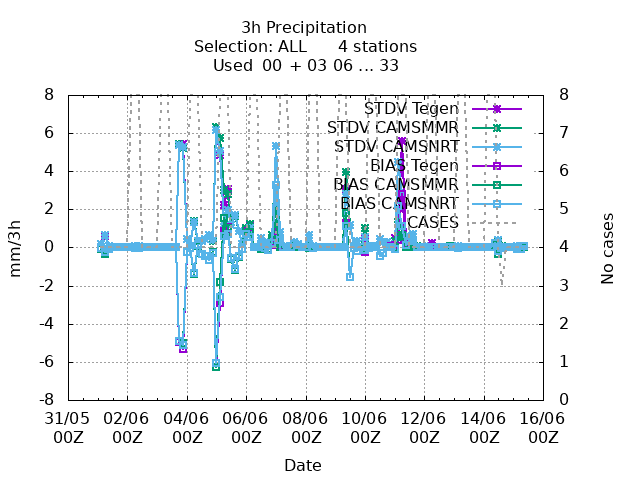 3h Precipitation
Selection: ALL 4 stations
Used 00 + 03 06 ... 33
8 8
STDV Tegen
STDV CAMSMMR
6 7
STDV CAMSNRT
BIAS Tegen
4 6
BIAS CAMSMMR
BIAS CAMSNRT
2 5
CASES
0 4
-2 3
-4 2
-6 1
-8 0
mm/3h
No cases
31/05 02/06 04/06 06/06 08/06 10/06 12/06 14/06 16/06
00Z 00Z 00Z 00Z 00Z 00Z 00Z 00Z 00Z
Date